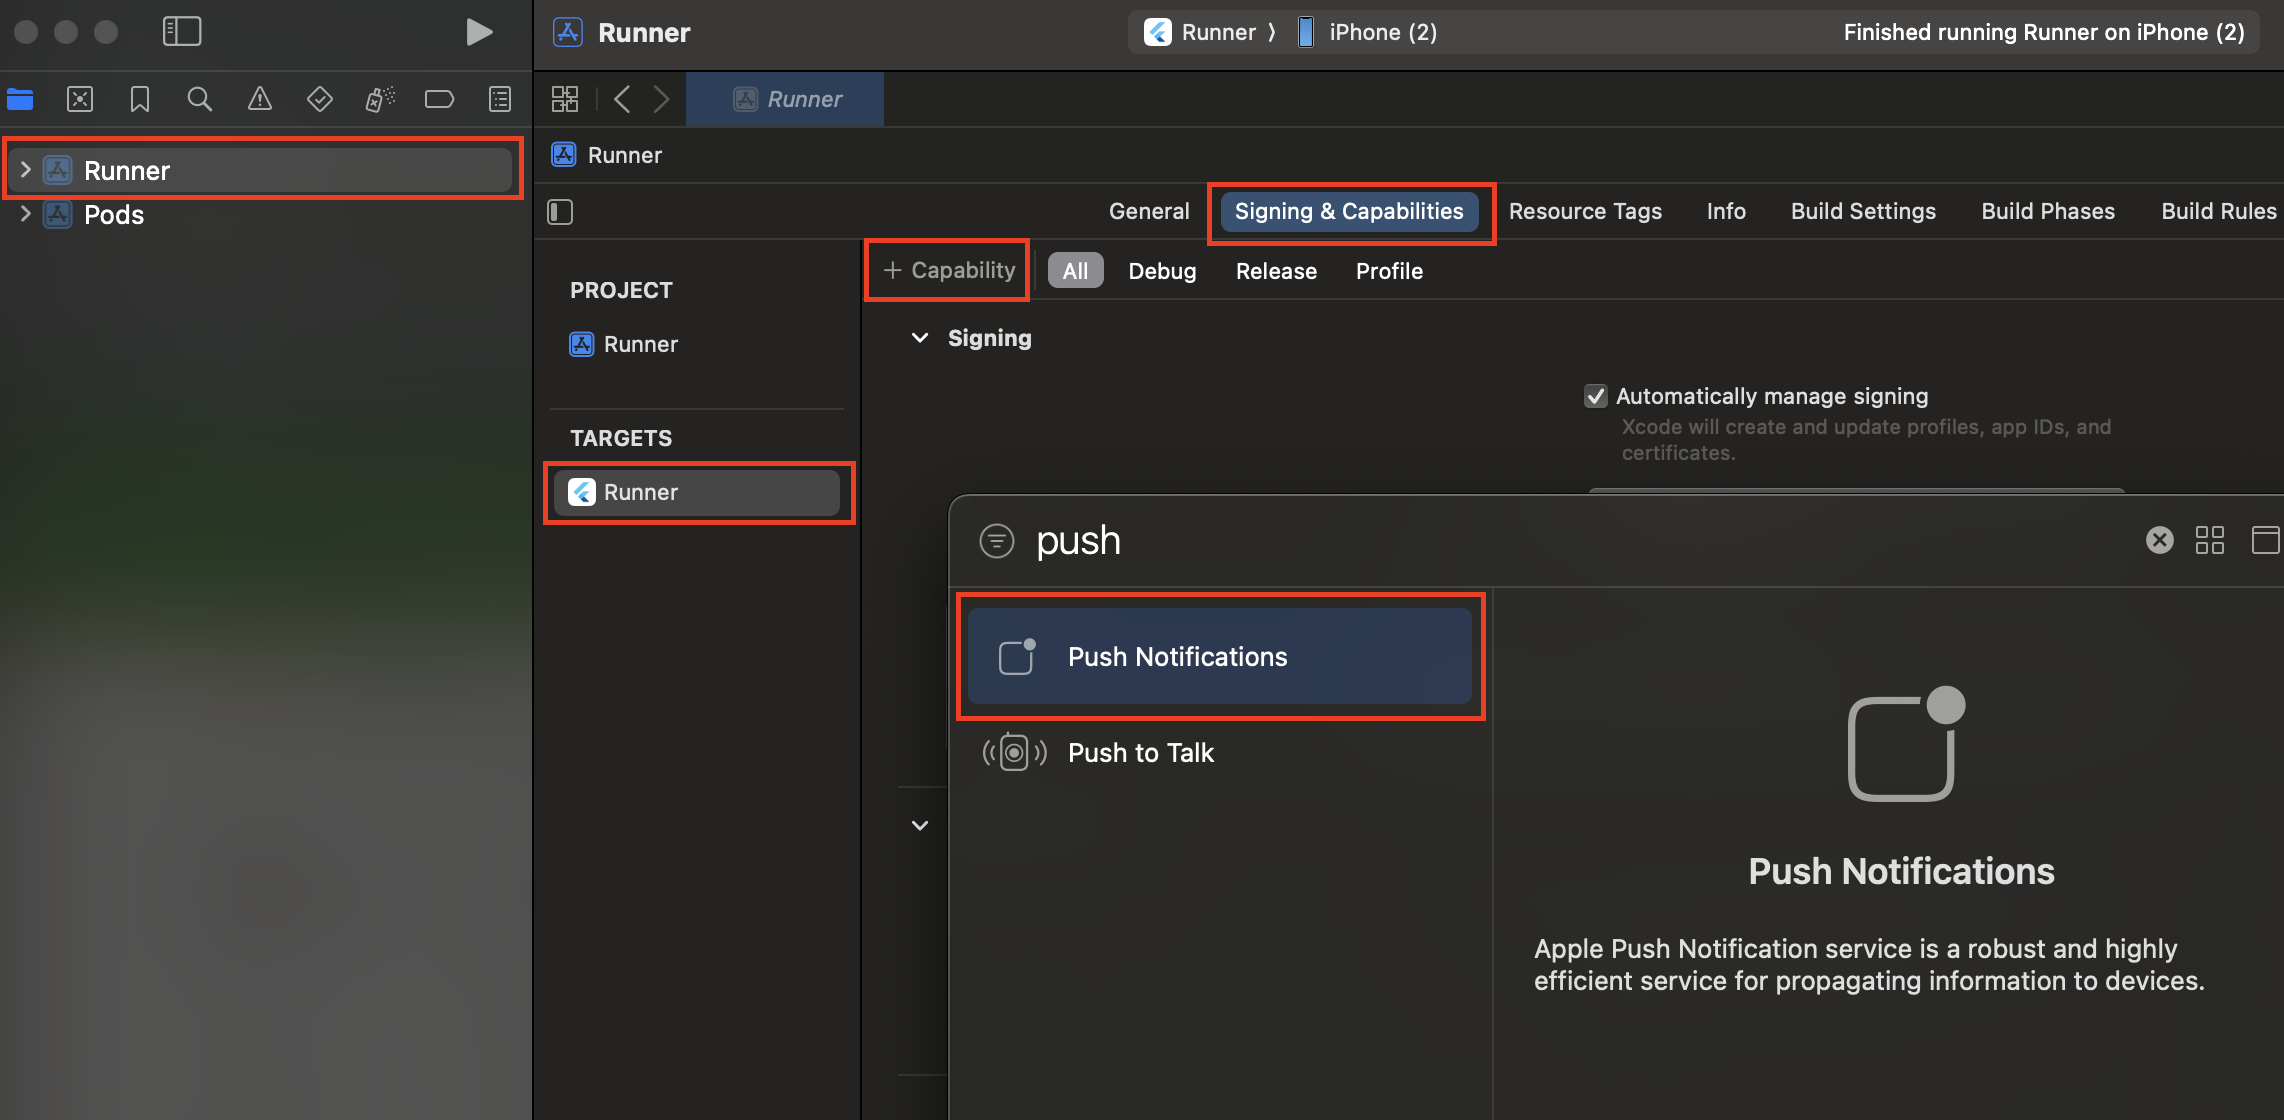 Runner
Runner 〉 iPhone (2)
Finished running Runner on iPhone (2)
Runner
Runner
Pods
Runner
General
Signing & Capabilities
Resource Tags
Info
Build Settings
Build Phases
Build Rules
+ Capability
All
Debug
Release
Profile
PROJECT
Runner
TARGETS
Runner
Signing
Automatically manage signing
Xcode will create and update profiles, app IDs, and
certificates.
push
Push Notifications
Push to Talk
Push Notifications
Apple Push Notification service is a robust and highly
efficient service for propagating information to devices.